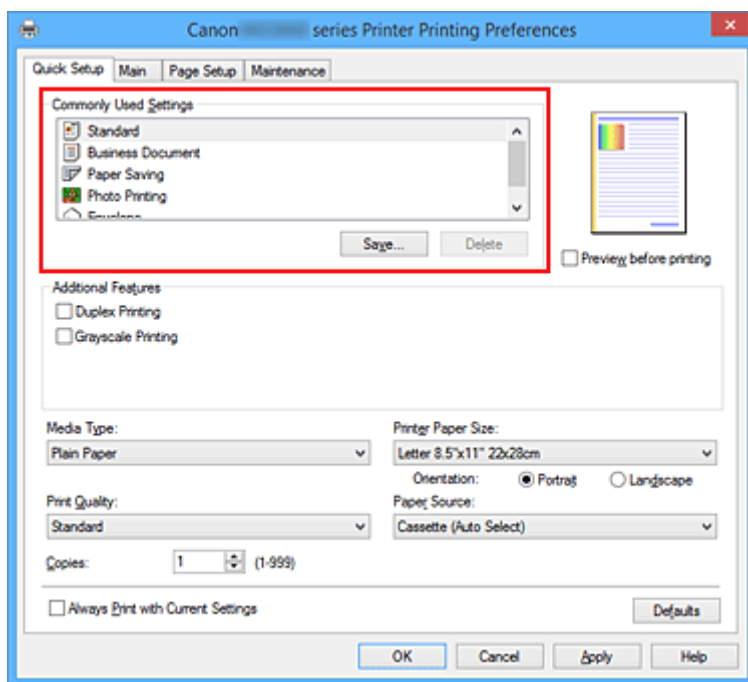 Canon series Printer Printing Preferences
Quick Setup Main Page Setup Maintenance
Commonly Used Settings
Standard
Business Document
Paper Saving
Photo Printing
Envelope
Save... Delete
Preview before printing
Additional Features
Duplex Printing
Grayscale Printing
Media Type:
Plain Paper
Printer Paper Size:
Letter 8.5"x11" 22x28cm
Orientation: Portrait Landscape
Print Quality:
Standard
Paper Source:
Cassette (Auto Select)
Copies: 1 (1-999)
Always Print with Current Settings
Defaults
OK Cancel Apply Help